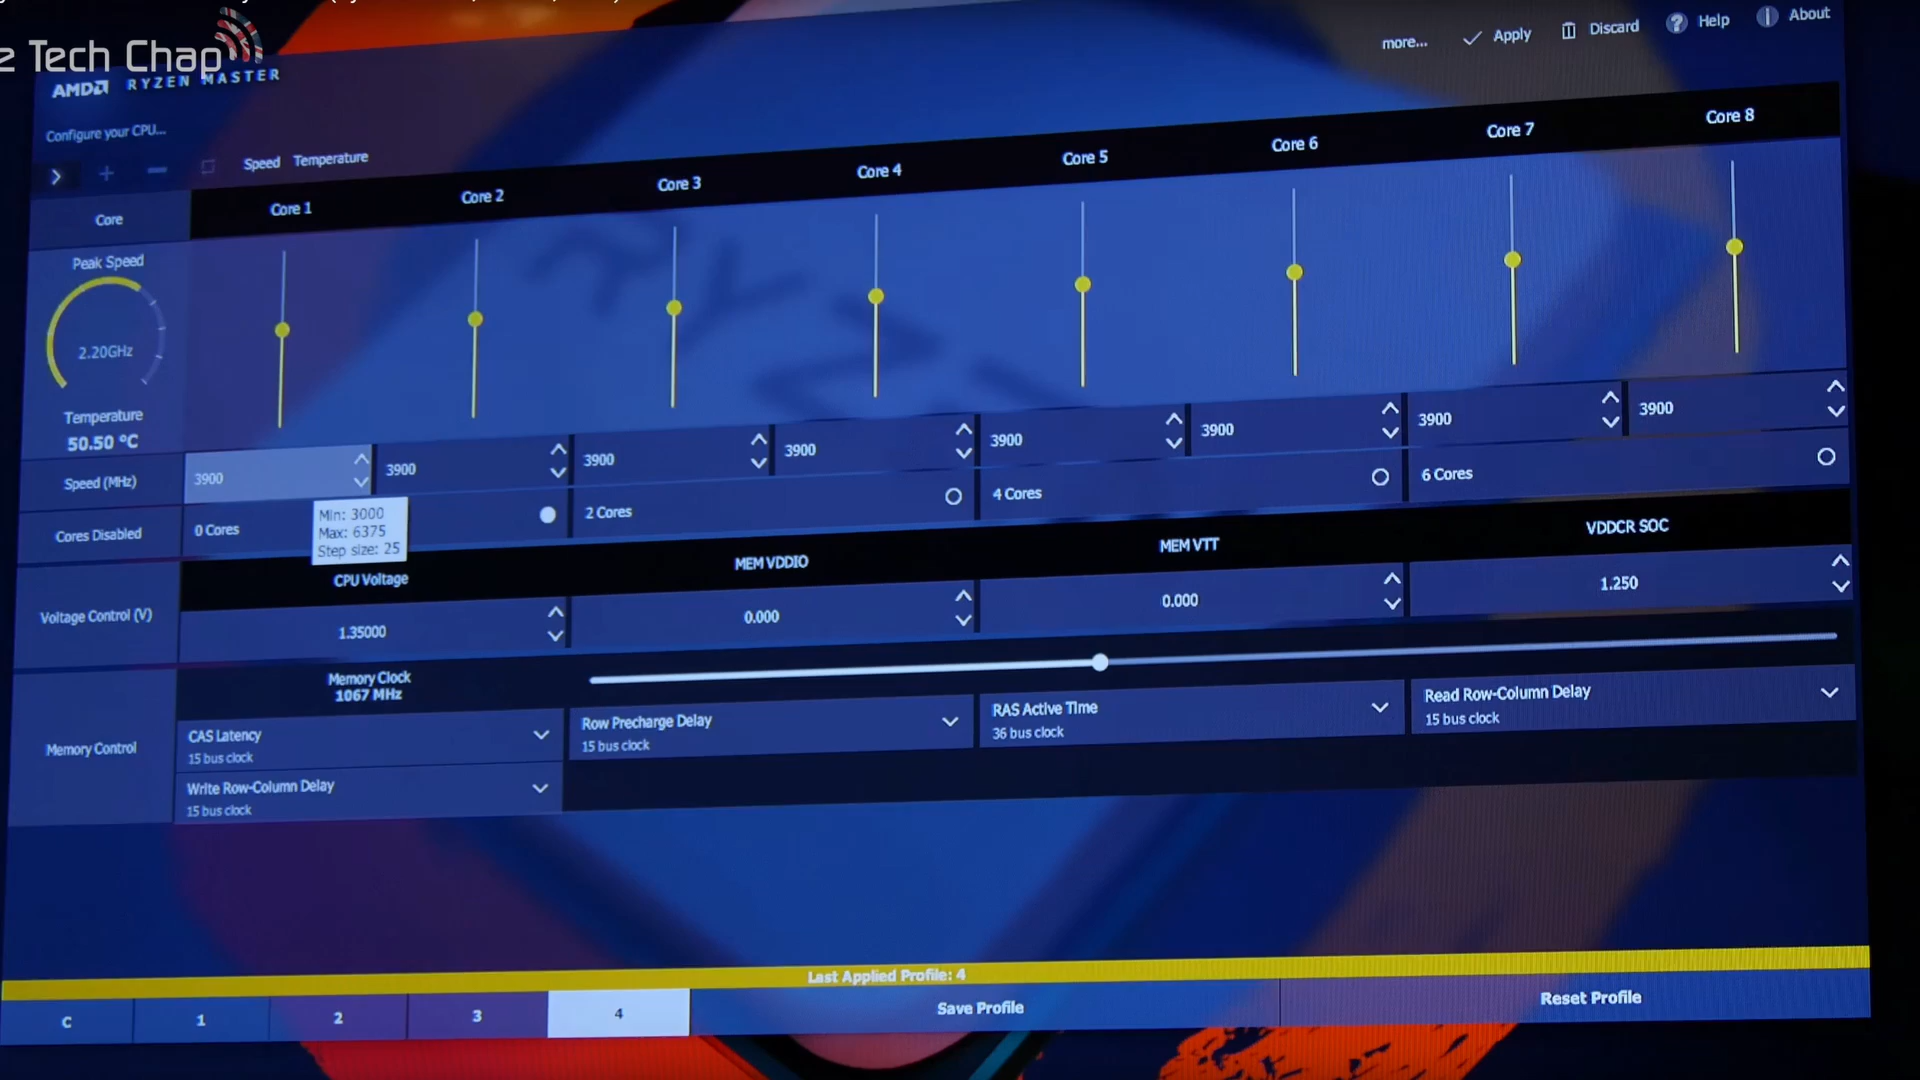 e Tech Chap
AMD RYZEN MASTER
more...
Apply
Discard
Help
About
Configure your CPU...
Speed
Temperature
Core
Core 1
Core 2
Core 3
Core 4
Core 5
Core 6
Core 7
Core 8
Peak Speed
2.20GHz
Temperature
50.50 °C
Speed (MHz)
3900
3900
3900
3900
3900
3900
3900
3900
Cores Disabled
0 Cores
2 Cores
4 Cores
6 Cores
Min: 3000
Max: 6375
Step size: 25
Voltage Control (V)
CPU Voltage
MEM VDDIO
MEM VTT
VDDCR SOC
1.35000
0.000
0.000
1.250
Memory Control
Memory Clock
1067 MHz
CAS Latency
15 bus clock
Row Precharge Delay
15 bus clock
RAS Active Time
36 bus clock
Read Row-Column Delay
15 bus clock
Write Row-Column Delay
15 bus clock
RYZE
Last Applied Profile: 4
C
1
2
3
4
Save Profile
Reset Profile